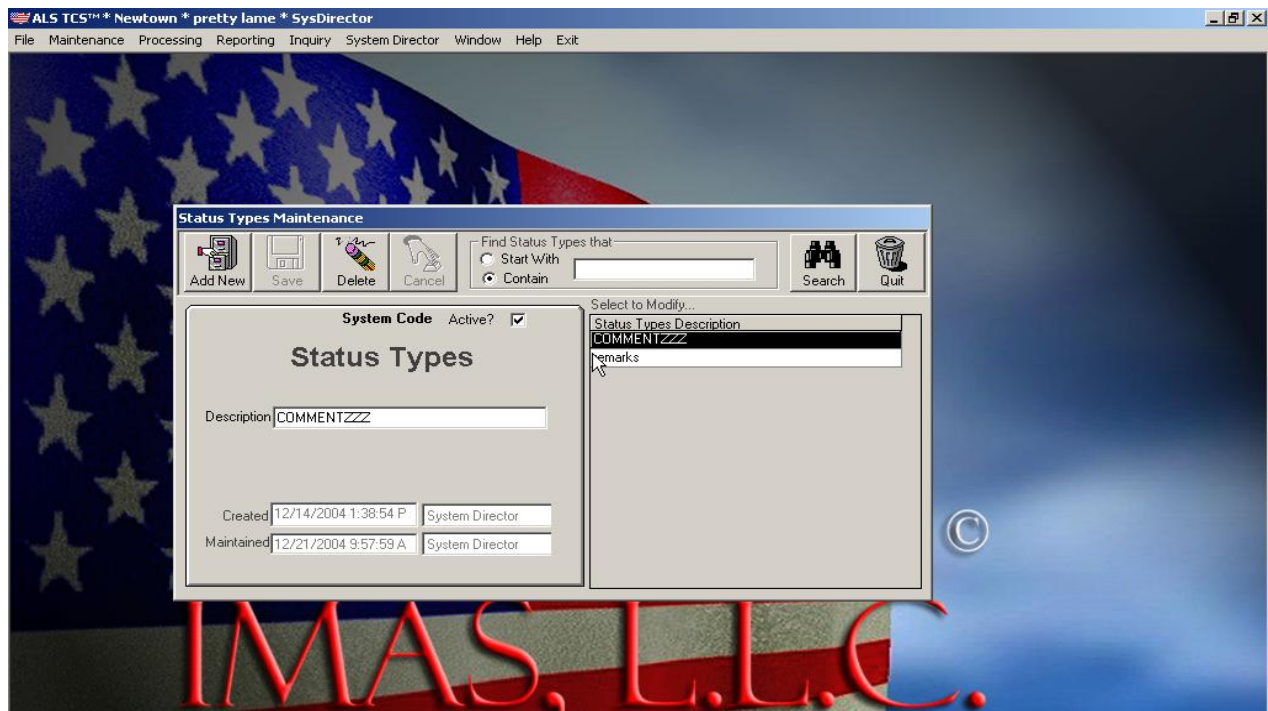 ALS TCS™ * Newtown * pretty lame * SysDirector
File Maintenance Processing Reporting Inquiry System Director Window Help Exit
Status Types Maintenance
Add New Save Delete Cancel
Find Status Types that
Start With
Contain
Search Quit
System Code Active?
Status Types
Description COMMENTZZZ
Created 12/14/2004 1:38:54 P System Director
Maintained 12/21/2004 9:57:59 A System Director
Select to Modify...
Status Types Description
COMMENTZZZ
remarks
©
IMAS, L.L.C.